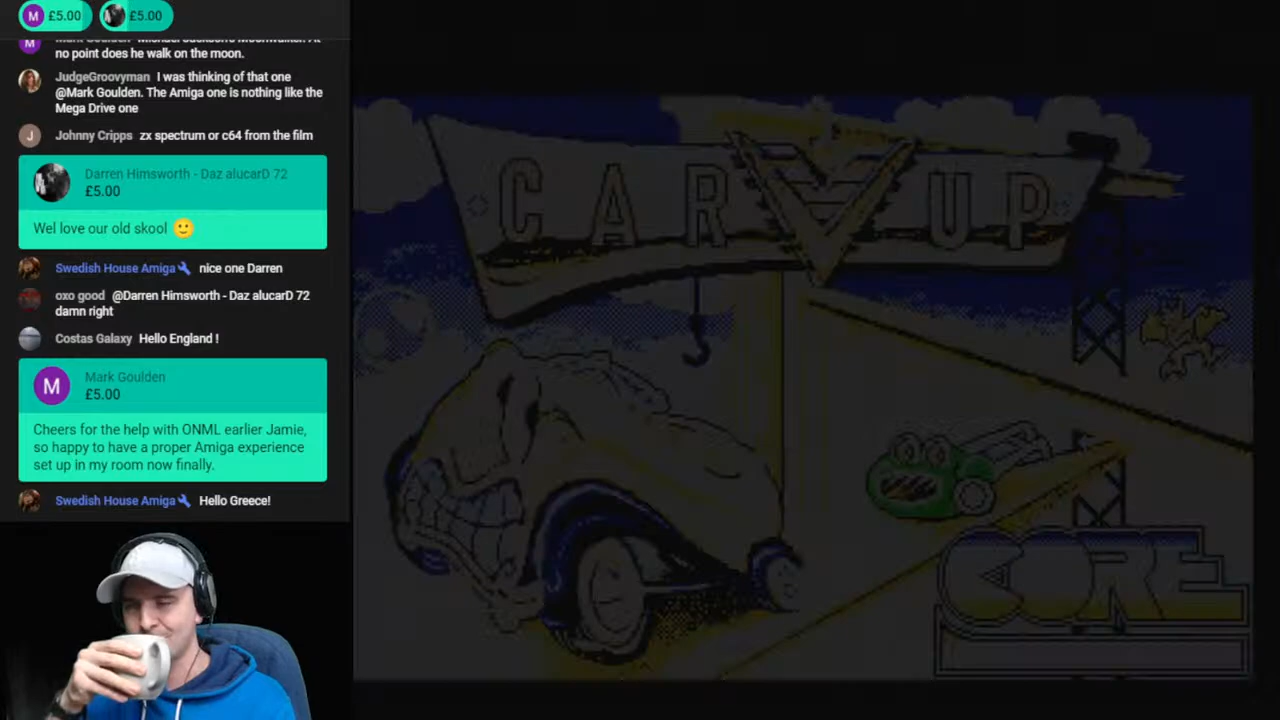 M £5.00 £5.00
no point does he walk on the moon.
JudgeGroovyman I was thinking of that one
@Mark Goulden. The Amiga one is nothing like the
Mega Drive one
J Johnny Cripps zx spectrum or c64 from the film
Darren Himsworth - Daz alucarD 72
£5.00
Wel love our old skool 🙂
Swedish House Amiga nice one Darren
oxo good @Darren Himsworth - Daz alucarD 72
damn right
Costas Galaxy Hello England !
M Mark Goulden
£5.00
Cheers for the help with ONML earlier Jamie,
so happy to have a proper Amiga experience
set up in my room now finally.
Swedish House Amiga Hello Greece!
CAR V UP
CORE